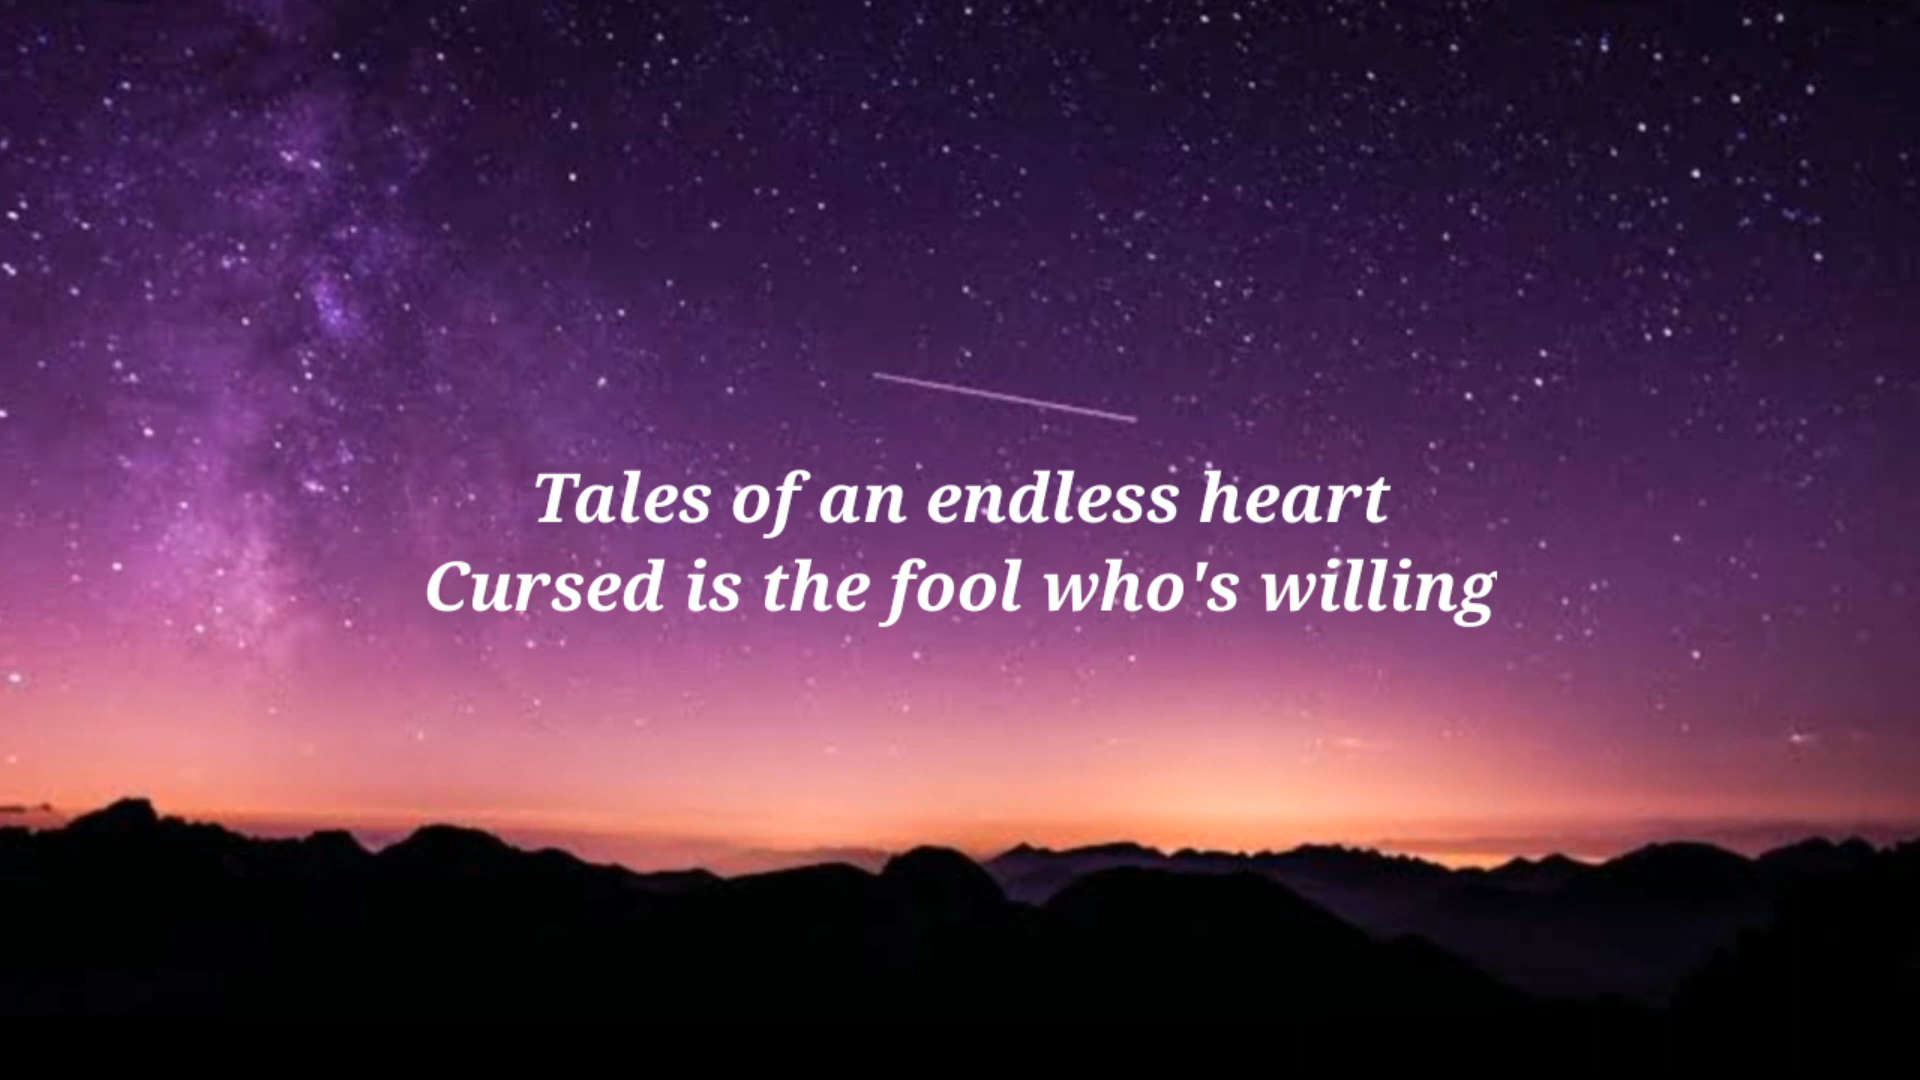 Tales of an endless heart
Cursed is the fool who's willing